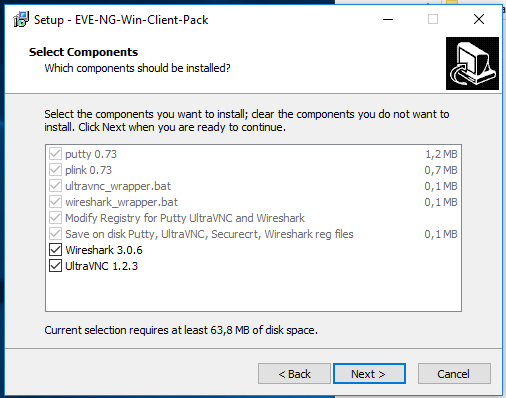 Setup - EVE-NG-Win-Client-Pack
Select Components
Which components should be installed?
Select the components you want to install; clear the components you do not want to
install. Click Next when you are ready to continue.
putty 0.73 1,2 MB
plink 0.73 0,7 MB
ultravnc_wrapper.bat 0,1 MB
wireshark_wrapper.bat 0,1 MB
Modify Registry for Putty UltraVNC and Wireshark
Save on disk Putty, UltraVNC, Securecrt, Wireshark reg files 0,1 MB
Wireshark 3.0.6
UltraVNC 1.2.3
Current selection requires at least 63,8 MB of disk space.
< Back Next > Cancel